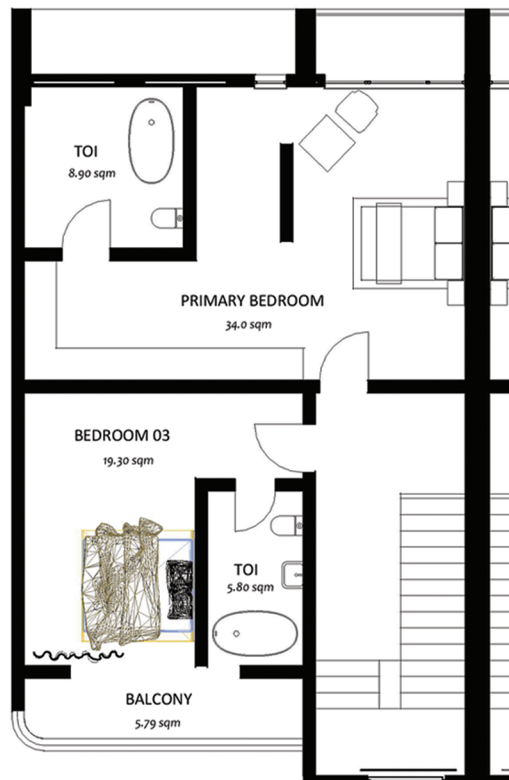 TOI
8.90 sqm
PRIMARY BEDROOM
34.0 sqm
BEDROOM 03
19.30 sqm
TOI
5.80 sqm
BALCONY
5.79 sqm